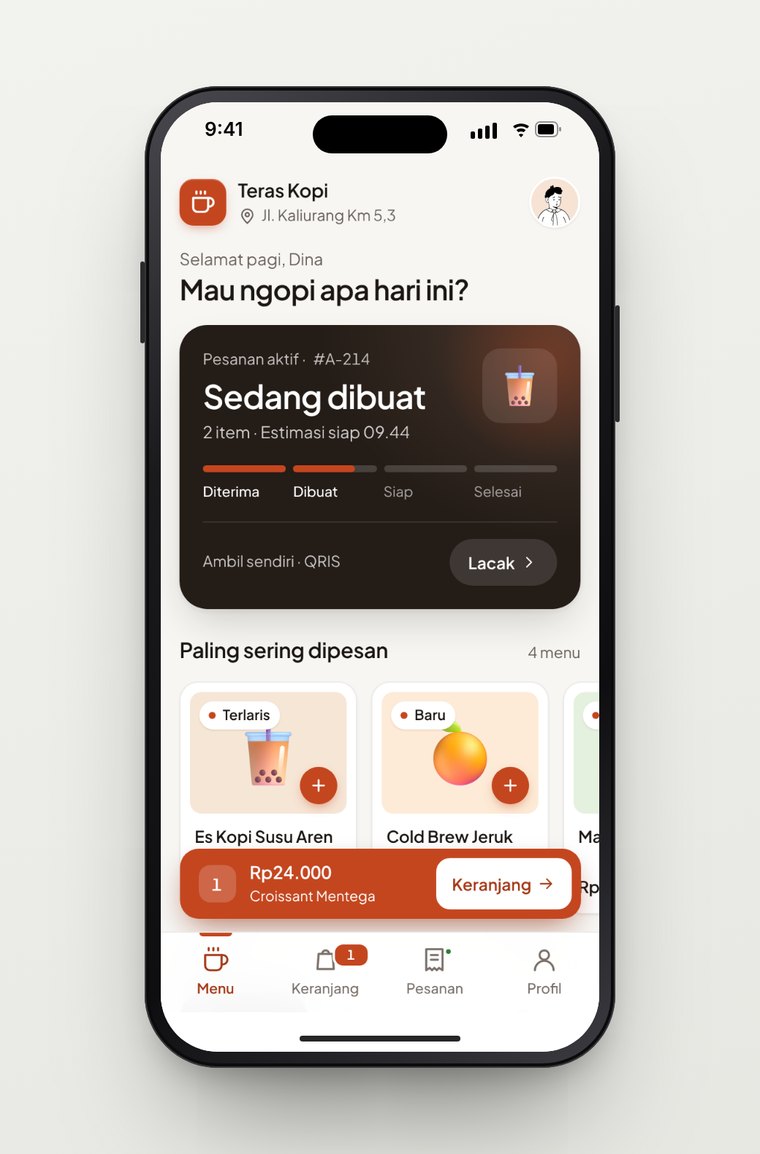 9:41
Teras Kopi
Jl. Kaliurang Km 5,3
Selamat pagi, Dina
Mau ngopi apa hari ini?
Pesanan aktif · #A-214
Sedang dibuat
2 item · Estimasi siap 09.44
Diterima Dibuat Siap Selesai
Ambil sendiri · QRIS
Lacak
Paling sering dipesan
4 menu
Terlaris
Baru
Es Kopi Susu Aren
Cold Brew Jeruk
Ma
Rp
1
Rp24.000
Croissant Mentega
Keranjang →
1
Menu Keranjang Pesanan Profil